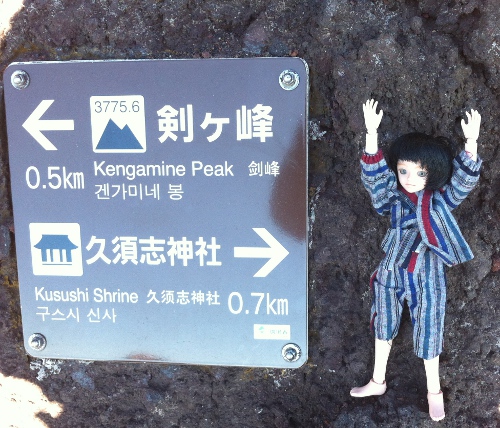 3775.6
剣ヶ峰
0.5km
Kengamine Peak 剑峰
겐가미네 봉
久須志神社
Kusushi Shrine 久須志神社
구스시 신사
0.7km